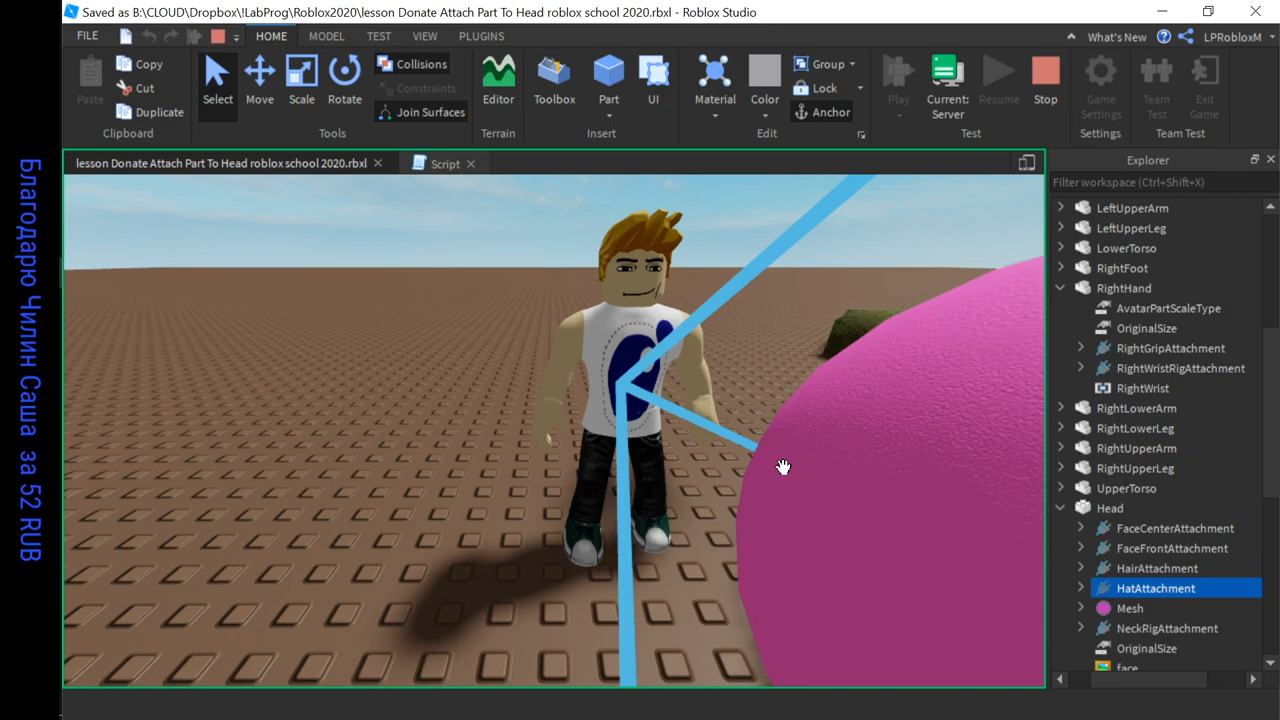 Saved as B:\CLOUD\Dropbox\!LabProg\Roblox2020\lesson Donate Attach Part To Head roblox school 2020.rbxl - Roblox Studio
FILE HOME MODEL TEST VIEW PLUGINS What's New LPRobloxM
Paste Copy Cut Duplicate Clipboard
Select Move Scale Rotate Collisions Constraints Join Surfaces Tools
Editor Terrain
Toolbox Part UI Insert
Material Color Group Lock Anchor Edit
Play Current: Server Resume Stop Test
Game Settings Settings
Team Test Exit Game Team Test
lesson Donate Attach Part To Head roblox school 2020.rbxl Script
Благодарю Чилин Саша за 52 RUB
Explorer
Filter workspace (Ctrl+Shift+X)
LeftUpperArm
LeftUpperLeg
LowerTorso
RightFoot
RightHand
AvatarPartScaleType
OriginalSize
RightGripAttachment
RightWristRigAttachment
RightWrist
RightLowerArm
RightLowerLeg
RightUpperArm
RightUpperLeg
UpperTorso
Head
FaceCenterAttachment
FaceFrontAttachment
HairAttachment
HatAttachment
Mesh
NeckRigAttachment
OriginalSize
face